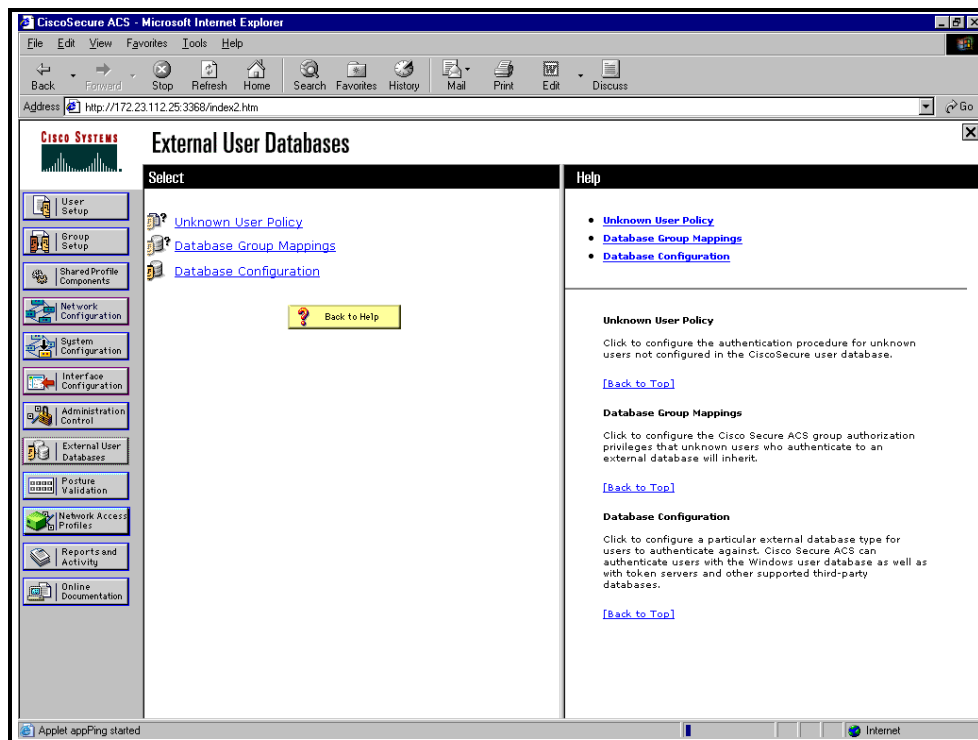 CiscoSecure ACS - Microsoft Internet Explorer
File Edit View Favorites Tools Help
Back Forward Stop Refresh Home Search Favorites History Mail Print Edit Discuss
Address http://172.23.112.25:3368/index2.htm Go
CISCO SYSTEMS
External User Databases
Select
Help
User
Setup
Group
Setup
Shared Profile
Components
Network
Configuration
System
Configuration
Interface
Configuration
Administration
Control
External User
Databases
Posture
Validation
Network Access
Profiles
Reports and
Activity
Online
Documentation
Unknown User Policy
Database Group Mappings
Database Configuration
Back to Help
Unknown User Policy
Database Group Mappings
Database Configuration
Unknown User Policy
Click to configure the authentication procedure for unknown
users not configured in the CiscoSecure user database.
[Back to Top]
Database Group Mappings
Click to configure the Cisco Secure ACS group authorization
privileges that unknown users who authenticate to an
external database will inherit.
[Back to Top]
Database Configuration
Click to configure a particular external database type for
users to authenticate against. Cisco Secure ACS can
authenticate users with the Windows user database as well as
with token servers and other supported third-party
databases.
[Back to Top]
Applet appPing started
Internet